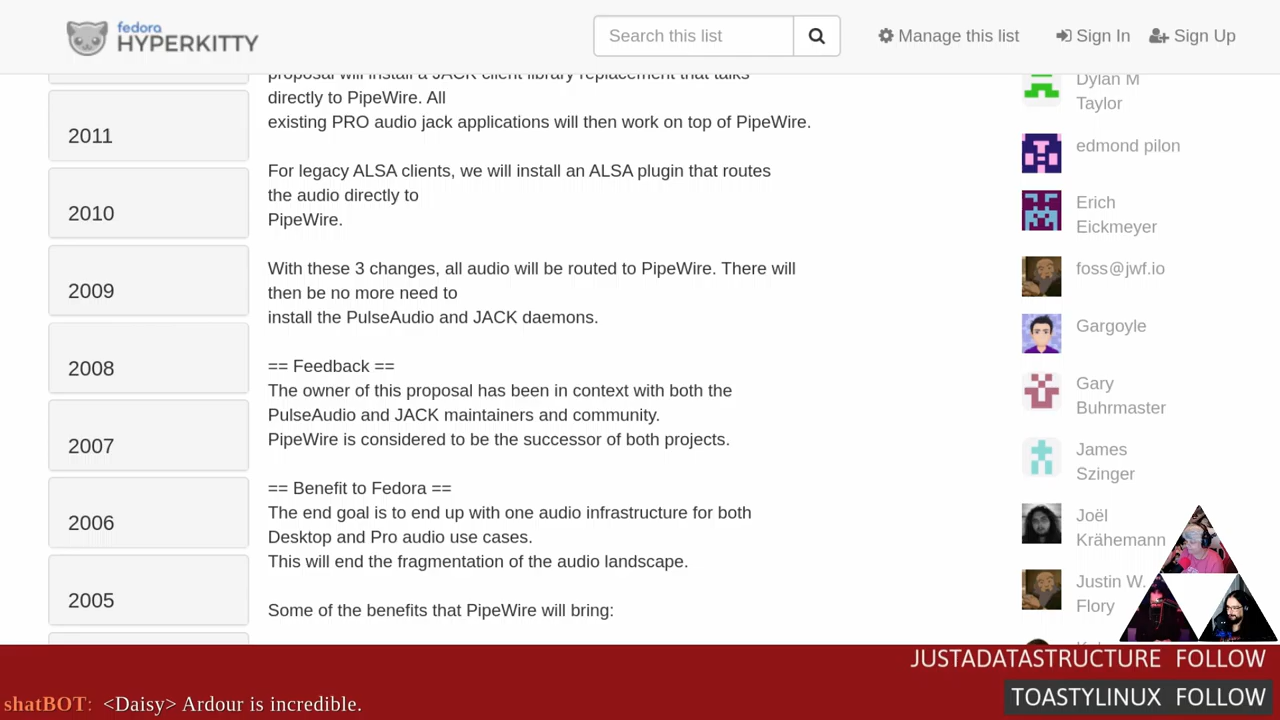 fedora
HYPERKITTY
Search this list
Manage this list
Sign In
Sign Up
2011
2010
2009
2008
2007
2006
2005
proposal will install a JACK client library replacement that talks
directly to PipeWire. All
existing PRO audio jack applications will then work on top of PipeWire.
For legacy ALSA clients, we will install an ALSA plugin that routes
the audio directly to
PipeWire.
With these 3 changes, all audio will be routed to PipeWire. There will
then be no more need to
install the PulseAudio and JACK daemons.
== Feedback ==
The owner of this proposal has been in context with both the
PulseAudio and JACK maintainers and community.
PipeWire is considered to be the successor of both projects.
== Benefit to Fedora ==
The end goal is to end up with one audio infrastructure for both
Desktop and Pro audio use cases.
This will end the fragmentation of the audio landscape.
Some of the benefits that PipeWire will bring:
Dylan M
Taylor
edmond pilon
Erich
Eickmeyer
foss@jwf.io
Gargoyle
Gary
Buhrmaster
James
Szinger
Joël
Krähemann
Justin W.
Flory
JUSTADATASTRUCTURE FOLLOW
TOASTYLINUX FOLLOW
shatBOT: <Daisy> Ardour is incredible.